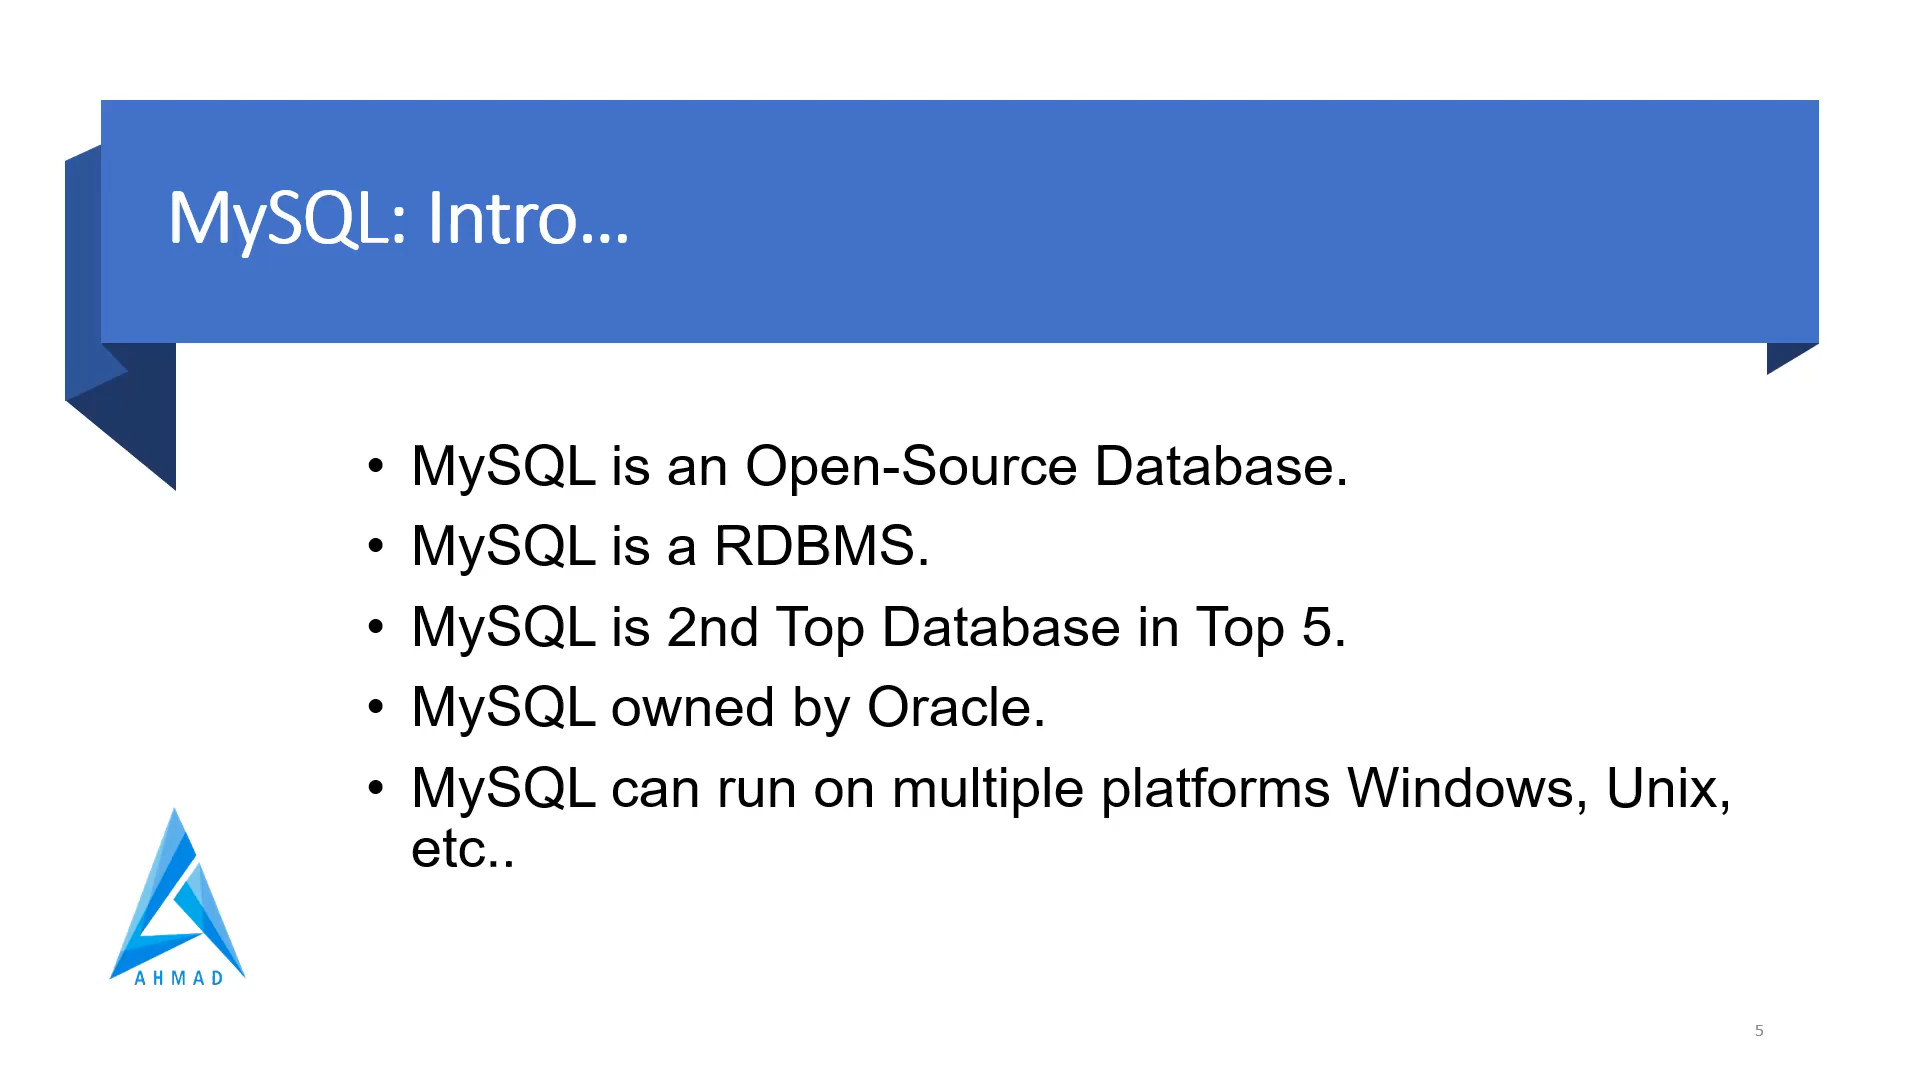 MySQL: Intro...
• MySQL is an Open-Source Database.
• MySQL is a RDBMS.
• MySQL is 2nd Top Database in Top 5.
• MySQL owned by Oracle.
• MySQL can run on multiple platforms Windows, Unix,
etc..
AHMAD
5